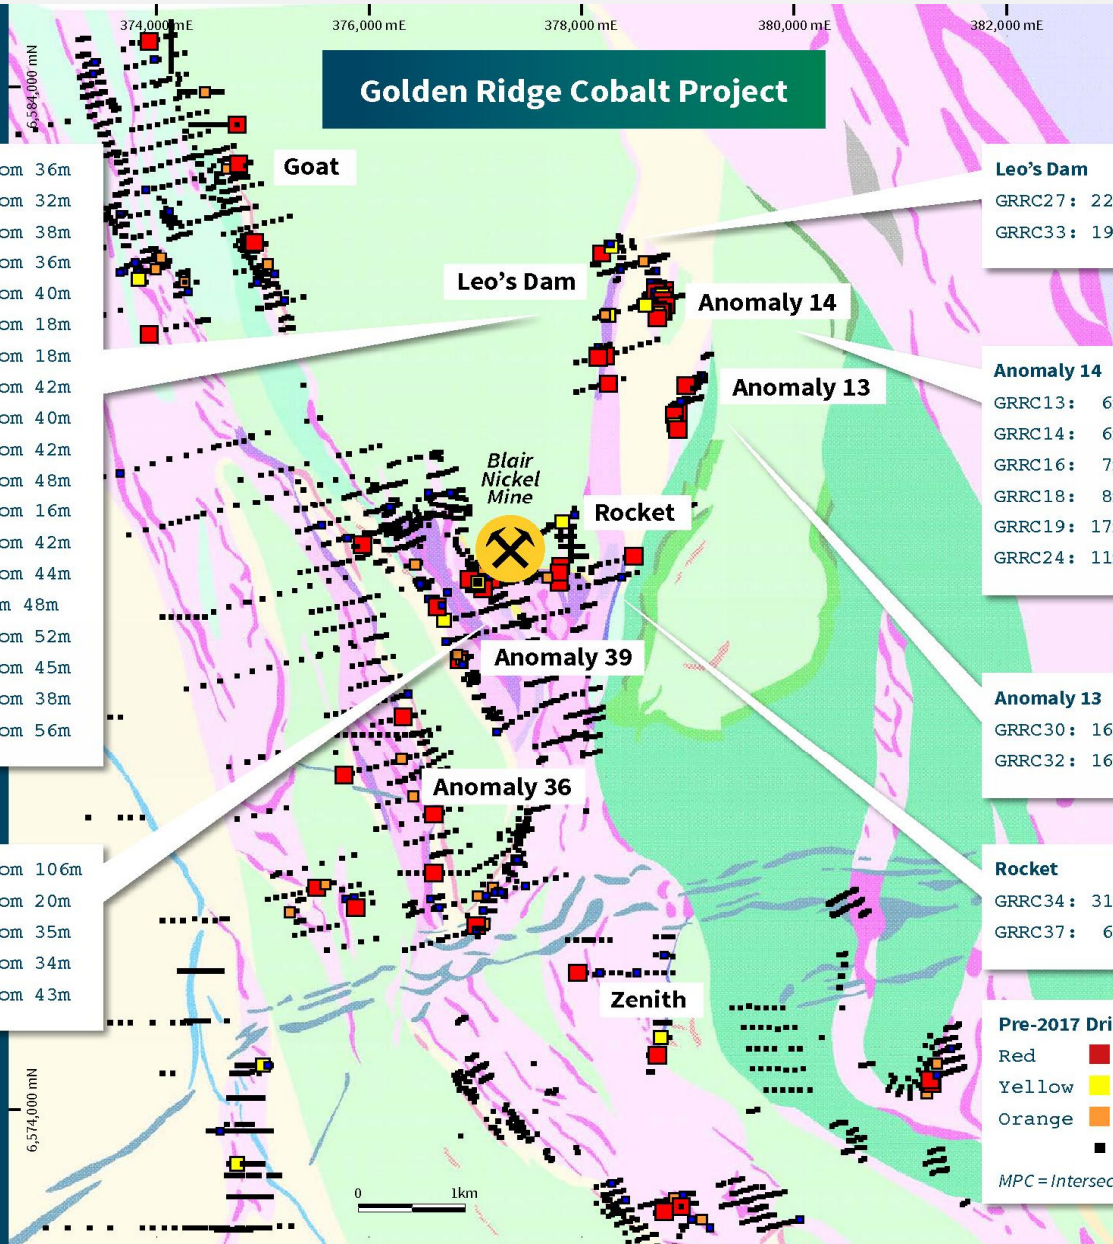 374,000 mE
376,000 mE
378,000 mE
380,000 mE
382,000 mE
6,584,000 mN
Golden Ridge Cobalt Project
Goat
om 36m
om 32m
om 38m
om 36m
om 40m
om 18m
om 18m
om 42m
om 40m
om 42m
om 48m
om 16m
om 42m
om 44m
m 48m
om 52m
om 45m
om 38m
om 56m
Leo's Dam
GRRC27: 22
GRRC33: 19
Leo's Dam
Anomaly 14
Anomaly 14
GRRC13: 6
GRRC14: 6
GRRC16: 7
GRRC18: 8
GRRC19: 17
GRRC24: 11
Anomaly 13
Blair
Nickel
Mine
Rocket
Anomaly 39
Anomaly 13
GRRC30: 16
GRRC32: 16
Anomaly 36
om 106m
om 20m
om 35m
om 34m
om 43m
Rocket
GRRC34: 31
GRRC37: 6
Zenith
Pre-2017 Dri
Red
Yellow
Orange
MPC = Intersec
6,574,000 mN
0 1km